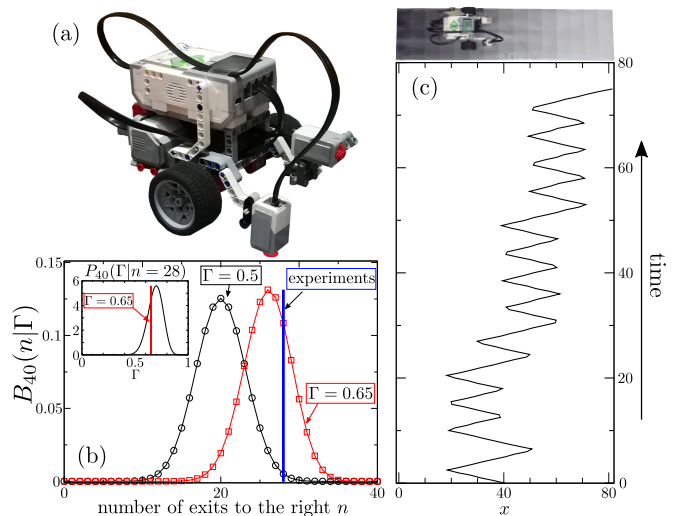 (a)
(c)
80
60
40
20
0
time
0
40
80
x
(b)
0.15
0.1
0.05
0
B₄₀(n|Γ)
0
20
40
number of exits to the right n
P₄₀(Γ|n = 28)
6
4
2
0
0
0.5
1
Γ
Γ = 0.65
Γ = 0.5
experiments
Γ = 0.65